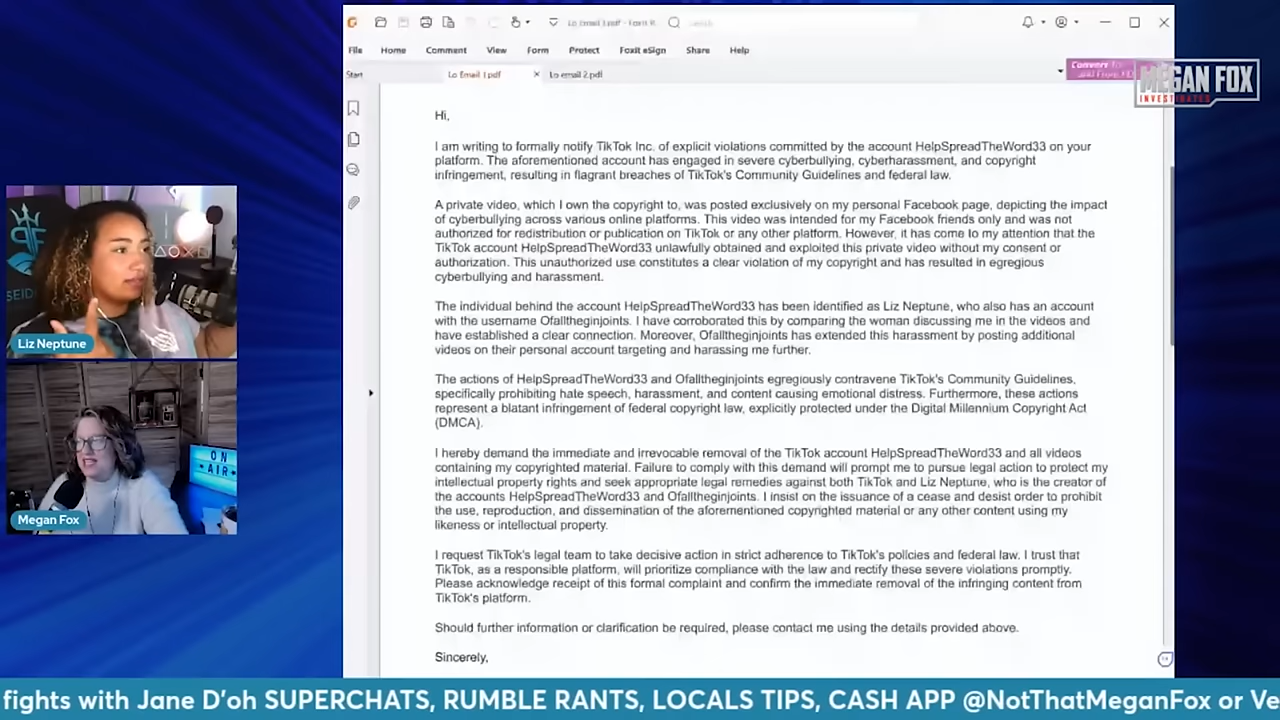 File Home Comment View Form Protect Foxit eSign Share Help
Start Lo Email 1.pdf Lo email 2.pdf
MEGAN FOX
INVESTIGATES
Hi,
I am writing to formally notify TikTok Inc. of explicit violations committed by the account HelpSpreadTheWord33 on your
platform. The aforementioned account has engaged in severe cyberbullying, cyberharassment, and copyright
infringement, resulting in flagrant breaches of TikTok's Community Guidelines and federal law.
A private video, which I own the copyright to, was posted exclusively on my personal Facebook page, depicting the impact
of cyberbullying across various online platforms. This video was intended for my Facebook friends only and was not
authorized for redistribution or publication on TikTok or any other platform. However, it has come to my attention that the
TikTok account HelpSpreadTheWord33 unlawfully obtained and exploited this private video without my consent or
authorization. This unauthorized use constitutes a clear violation of my copyright and has resulted in egregious
cyberbullying and harassment.
The individual behind the account HelpSpreadTheWord33 has been identified as Liz Neptune, who also has an account
with the username Ofalltheginjoints. I have corroborated this by comparing the woman discussing me in the videos and
have established a clear connection. Moreover, Ofalltheginjoints has extended this harassment by posting additional
videos on their personal account targeting and harassing me further.
The actions of HelpSpreadTheWord33 and Ofalltheginjoints egregiously contravene TikTok's Community Guidelines,
specifically prohibiting hate speech, harassment, and content causing emotional distress. Furthermore, these actions
represent a blatant infringement of federal copyright law, explicitly protected under the Digital Millennium Copyright Act
(DMCA).
I hereby demand the immediate and irrevocable removal of the TikTok account HelpSpreadTheWord33 and all videos
containing my copyrighted material. Failure to comply with this demand will prompt me to pursue legal action to protect my
intellectual property rights and seek appropriate legal remedies against both TikTok and Liz Neptune, who is the creator of
the accounts HelpSpreadTheWord33 and Ofalltheginjoints. I insist on the issuance of a cease and desist order to prohibit
the use, reproduction, and dissemination of the aforementioned copyrighted material or any other content using my
likeness or intellectual property.
I request TikTok's legal team to take decisive action in strict adherence to TikTok's policies and federal law. I trust that
TikTok, as a responsible platform, will prioritize compliance with the law and rectify these severe violations promptly.
Please acknowledge receipt of this formal complaint and confirm the immediate removal of the infringing content from
TikTok's platform.
Should further information or clarification be required, please contact me using the details provided above.
Sincerely,
Liz Neptune
ON
AIR
Megan Fox
fights with Jane D'oh SUPERCHATS, RUMBLE RANTS, LOCALS TIPS, CASH APP @NotThatMeganFox or Ve